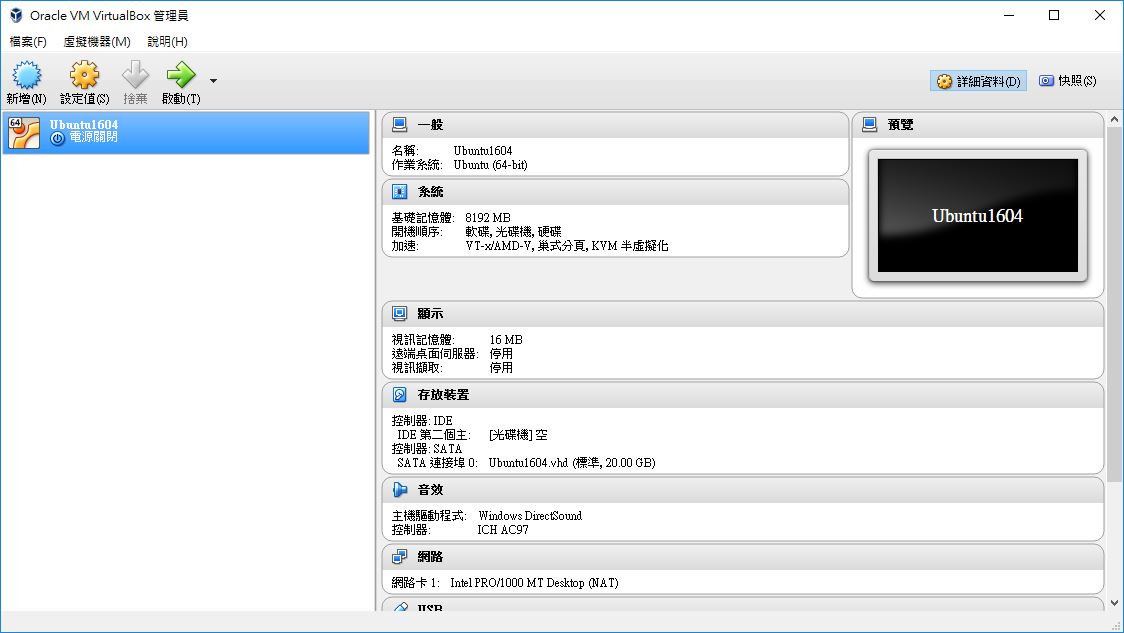 Oracle VM VirtualBox 管理員
檔案(F) 虛擬機器(M) 說明(H)
新增(N) 設定值(S) 捨棄 啟動(T) 詳細資料(D) 快照(S)
64 Ubuntu1604
電源關閉
一般
名稱: Ubuntu1604
作業系統: Ubuntu (64-bit)
系統
基礎記憶體: 8192 MB
開機順序: 軟碟, 光碟機, 硬碟
加速: VT-x/AMD-V, 巢式分頁, KVM 半虛擬化
預覽
Ubuntu1604
顯示
視訊記憶體: 16 MB
遠端桌面伺服器: 停用
視訊擷取: 停用
存放裝置
控制器: IDE
IDE 第二個主: [光碟機] 空
控制器: SATA
SATA 連接埠 0: Ubuntu1604.vhd (標準, 20.00 GB)
音效
主機驅動程式: Windows DirectSound
控制器: ICH AC97
網路
網路卡 1: Intel PRO/1000 MT Desktop (NAT)
USB